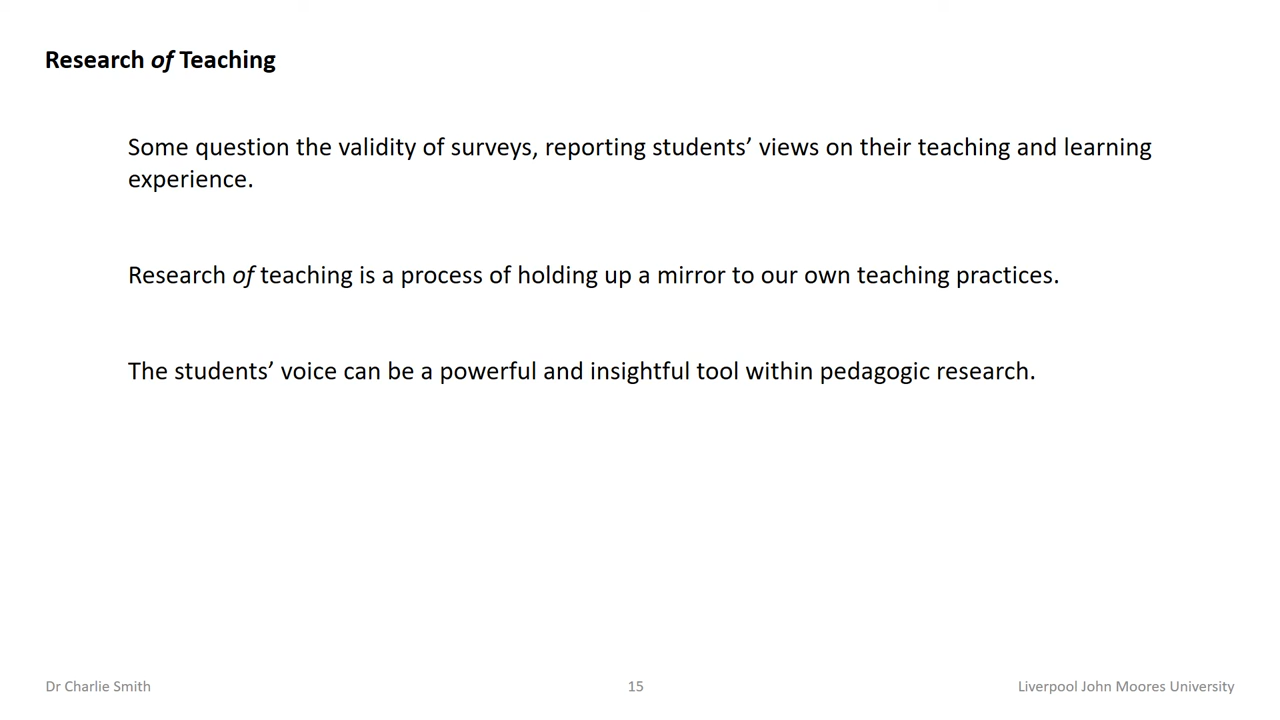 Research of Teaching
Some question the validity of surveys, reporting students’ views on their teaching and learning
experience.
Research of teaching is a process of holding up a mirror to our own teaching practices.
The students’ voice can be a powerful and insightful tool within pedagogic research.
Dr Charlie Smith
15
Liverpool John Moores University